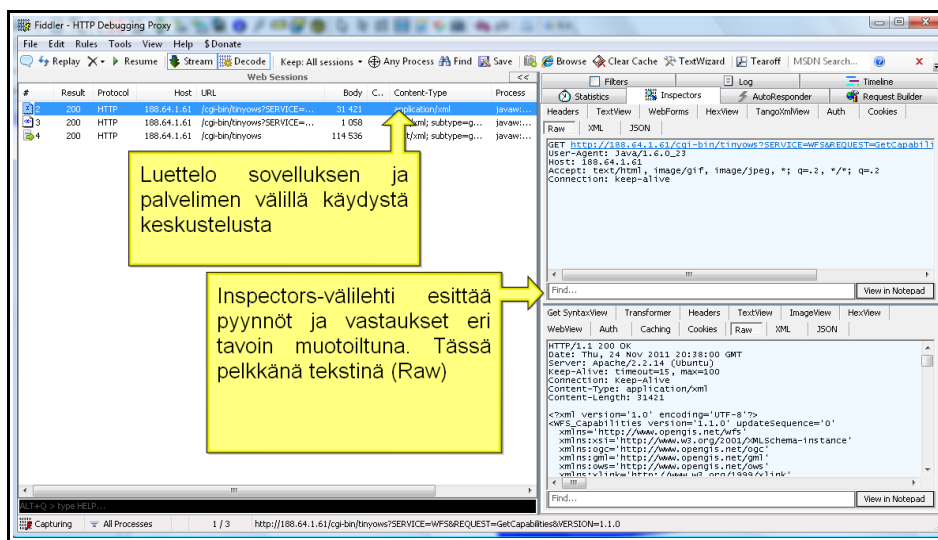 Fiddler - HTTP Debugging Proxy
File Edit Rules Tools View Help $ Donate
Replay X Resume Stream Decode Keep: All sessions Any Process Find Save Browse Clear Cache TextWizard Tearoff MSDN Search... x
Web Sessions <<
# Result Protocol Host URL Body C.. Content-Type Process
2 200 HTTP 188.64.1.61 /cgi-bin/tinyows?SERVICE=... 31 421 application/xml javaw:...
3 200 HTTP 188.64.1.61 /cgi-bin/tinyows?SERVICE=... 1 058 xml; subtype=g... javaw:...
4 200 HTTP 188.64.1.61 /cgi-bin/tinyows 114 536 t/xml; subtype=g... javaw:...
Luettelo sovelluksen ja
palvelimen välillä käydystä
keskustelusta
Inspectors-välilehti esittää
pyynnöt ja vastaukset eri
tavoin muotoiltuna. Tässä
pelkkänä tekstinä (Raw)
ALT+Q > type HELP...
Filters Log Timeline
Statistics Inspectors AutoResponder Request Builder
Headers TextView WebForms HexView TangoXmlView Auth Cookies
Raw XML JSON
GET http://188.64.1.61/cgi-bin/tinyows?SERVICE=WFS&REQUEST=GetCapabili
User-Agent: Java/1.6.0_23
Host: 188.64.1.61
Accept: text/html, image/gif, image/jpeg, *; q=.2, */*; q=.2
Connection: keep-alive
Find... View in Notepad
Get SyntaxView Transformer Headers TextView ImageView HexView
WebView Auth Caching Cookies Raw XML JSON
HTTP/1.1 200 OK
Date: Thu, 24 Nov 2011 20:38:00 GMT
Server: Apache/2.2.14 (Ubuntu)
Keep-Alive: timeout=15, max=100
Connection: Keep-Alive
Content-Type: application/xml
Content-Length: 31421
<?xml version='1.0' encoding='UTF-8'?>
<WFS_Capabilities version='1.1.0' updateSequence='0'
xmlns='http://www.opengis.net/wfs'
xmlns:xsi='http://www.w3.org/2001/XMLSchema-instance'
xmlns:ogc='http://www.opengis.net/ogc'
xmlns:gml='http://www.opengis.net/gml'
xmlns:ows='http://www.opengis.net/ows'
xmlns:xlink='http://www.w3.org/1999/xlink'
Find... View in Notepad
Capturing All Processes 1 / 3 http://188.64.1.61/cgi-bin/tinyows?SERVICE=WFS&REQUEST=GetCapabilities&VERSION=1.1.0